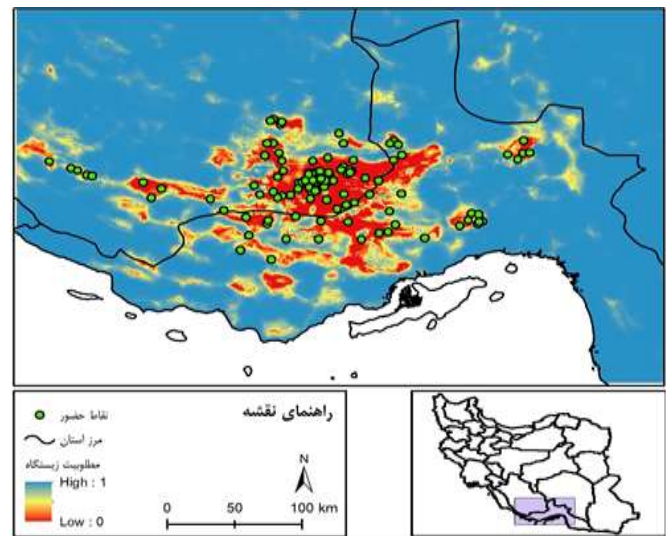 راهنمای نقشه
نقاط حضور
مرز استان
مطلوبیت زیستگاه
High : 1
Low : 0
N
0 50 100 km